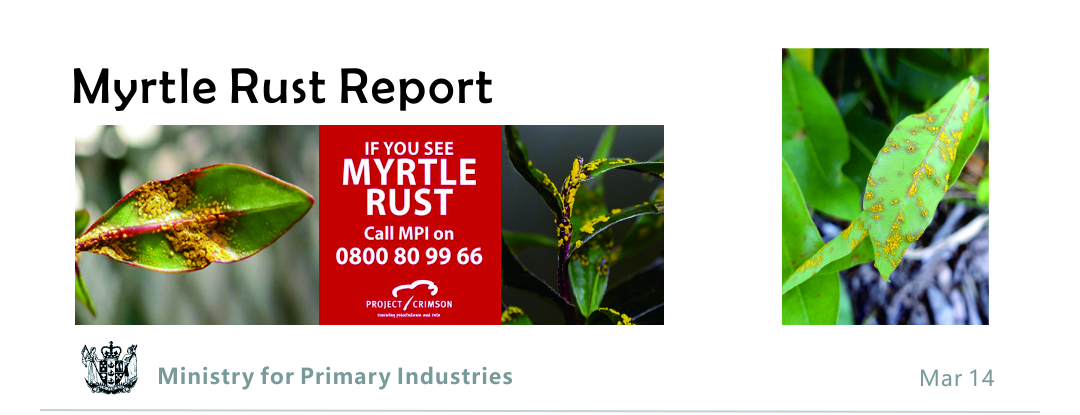 Myrtle Rust Report
IF YOU SEE
MYRTLE
RUST
Call MPI on
0800 80 99 66
PROJECT CRIMSON
Ministry for Primary Industries
Mar 14